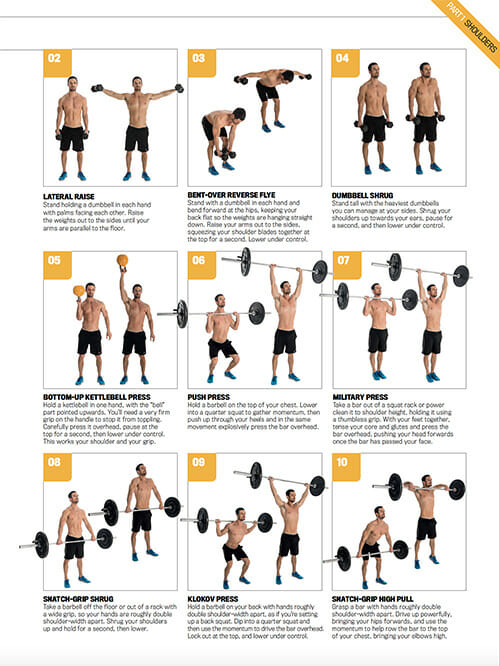 PART / SHOULDERS
02
LATERAL RAISE
Stand holding a dumbbell in each hand
with palms facing each other. Raise
the weights out to the sides until your
arms are parallel to the floor.
03
BENT-OVER REVERSE FLYE
Stand with a dumbbell in each hand and
bend forward at the hips, keeping your
back flat so the weights are hanging straight
down. Raise your arms out to the sides,
squeezing your shoulder blades together at
the top for a second. Lower under control.
04
DUMBBELL SHRUG
Stand tall with the heaviest dumbbells
you can manage at your sides. Shrug your
shoulders up towards your ears, pause for
a second, and then lower under control.
05
BOTTOM-UP KETTLEBELL PRESS
Hold a kettlebell in one hand, with the "bell"
part pointed upwards. You'll need a very firm
grip on the handle to stop it from toppling.
Carefully press it overhead, pause at the
top for a second, then lower under control.
This works your shoulder and your grip.
06
PUSH PRESS
Hold a barbell on the top of your chest. Lower
into a quarter squat to gather momentum, then
push up through your heels and in the same
movement explosively press the bar overhead.
07
MILITARY PRESS
Take a bar out of a squat rack or power
clean it to shoulder height, holding it using
a thumbless grip. With your feet together,
tense your core and glutes and press the
bar overhead, pushing your head forwards
once the bar has passed your face.
08
SNATCH-GRIP SHRUG
Take a barbell off the floor or out of a rack with
a wide grip, so your hands are roughly double
shoulder-width apart. Shrug your shoulders
up and hold for a second, then lower.
09
KLOKOV PRESS
Hold a barbell on your back with hands roughly
double shoulder-width apart, as if you're setting
up a back squat. Dip into a quarter squat and
then use the momentum to drive the bar overhead.
Lock out at the top, and lower under control.
10
SNATCH-GRIP HIGH PULL
Grasp a bar with hands roughly double
shoulder-width apart. Drive up powerfully,
bringing your hips forwards, and use the
momentum to help row the bar to the top
of your chest, bringing your elbows high.